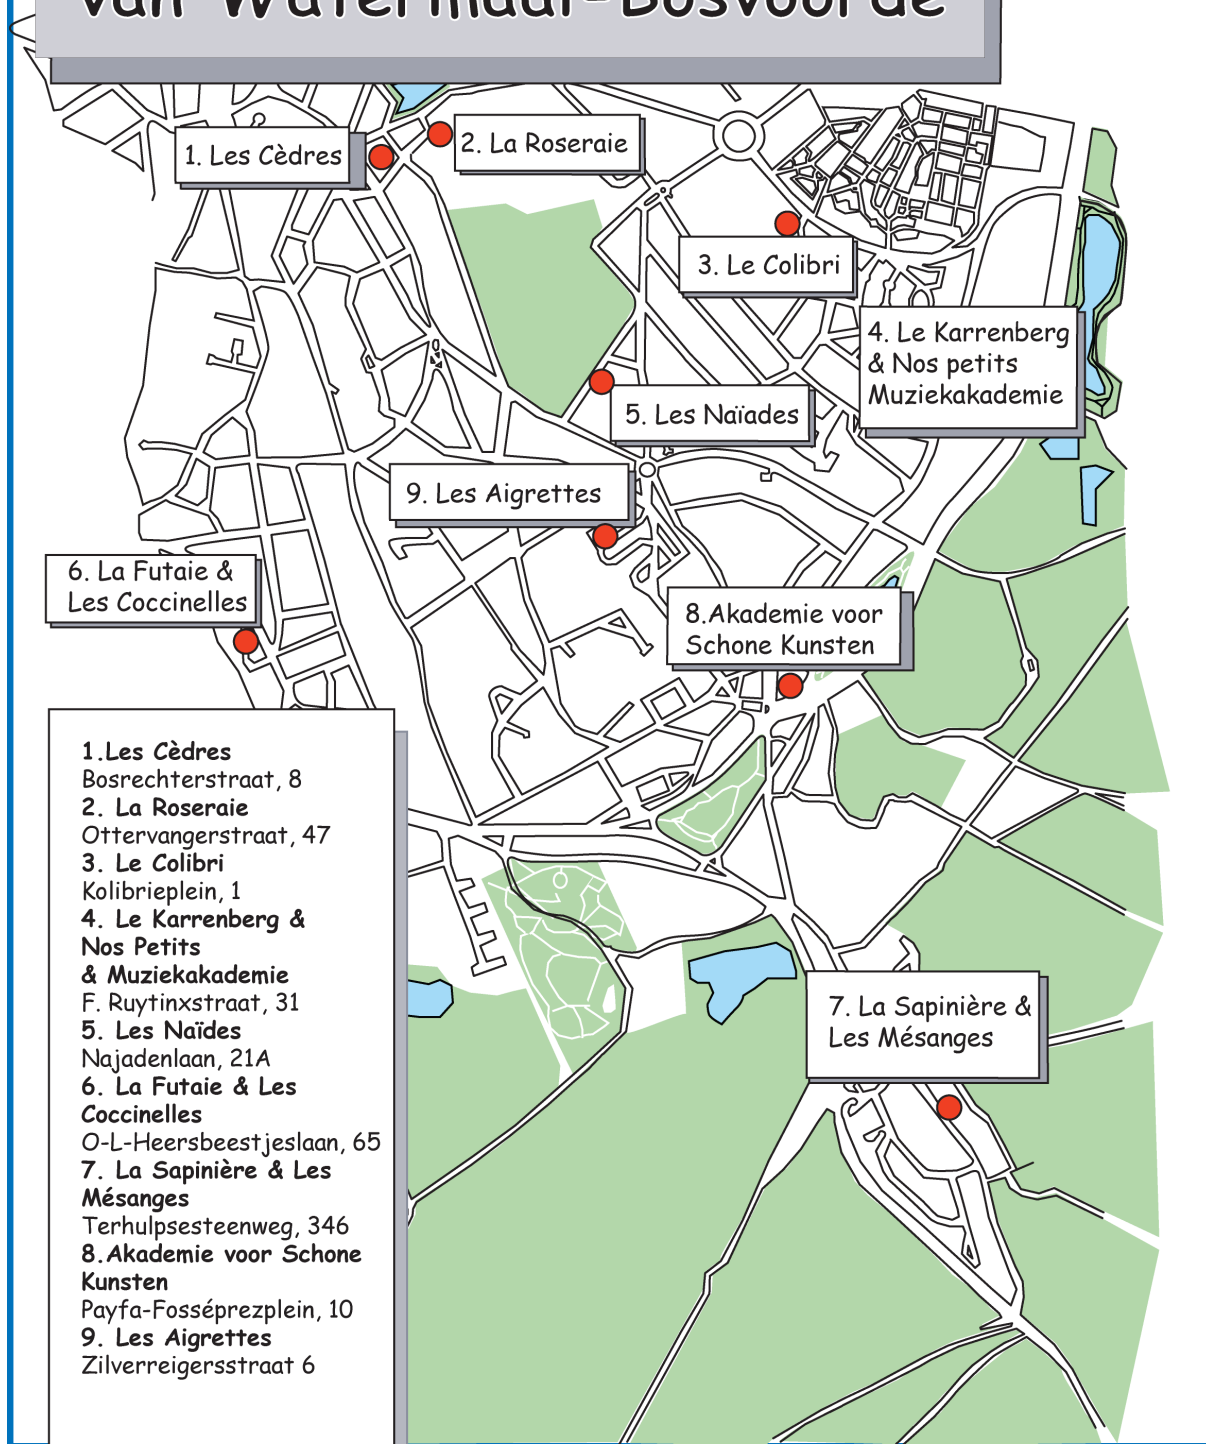 van Watermaal-Bosvoorde
1. Les Cèdres
2. La Roseraie
3. Le Colibri
4. Le Karrenberg
& Nos petits
Muziekakademie
5. Les Naïades
9. Les Aigrettes
6. La Futaie &
Les Coccinelles
8.Akademie voor
Schone Kunsten
7. La Sapinière &
Les Mésanges
1.Les Cèdres
Bosrechterstraat, 8
2. La Roseraie
Ottervangerstraat, 47
3. Le Colibri
Kolibrieplein, 1
4. Le Karrenberg &
Nos Petits
& Muziekakademie
F. Ruytinxstraat, 31
5. Les Naïdes
Najadenlaan, 21A
6. La Futaie & Les
Coccinelles
O-L-Heersbeestjeslaan, 65
7. La Sapinière & Les
Mésanges
Terhulpsesteenweg, 346
8.Akademie voor Schone
Kunsten
Payfa-Fosséprezplein, 10
9. Les Aigrettes
Zilverreigersstraat 6